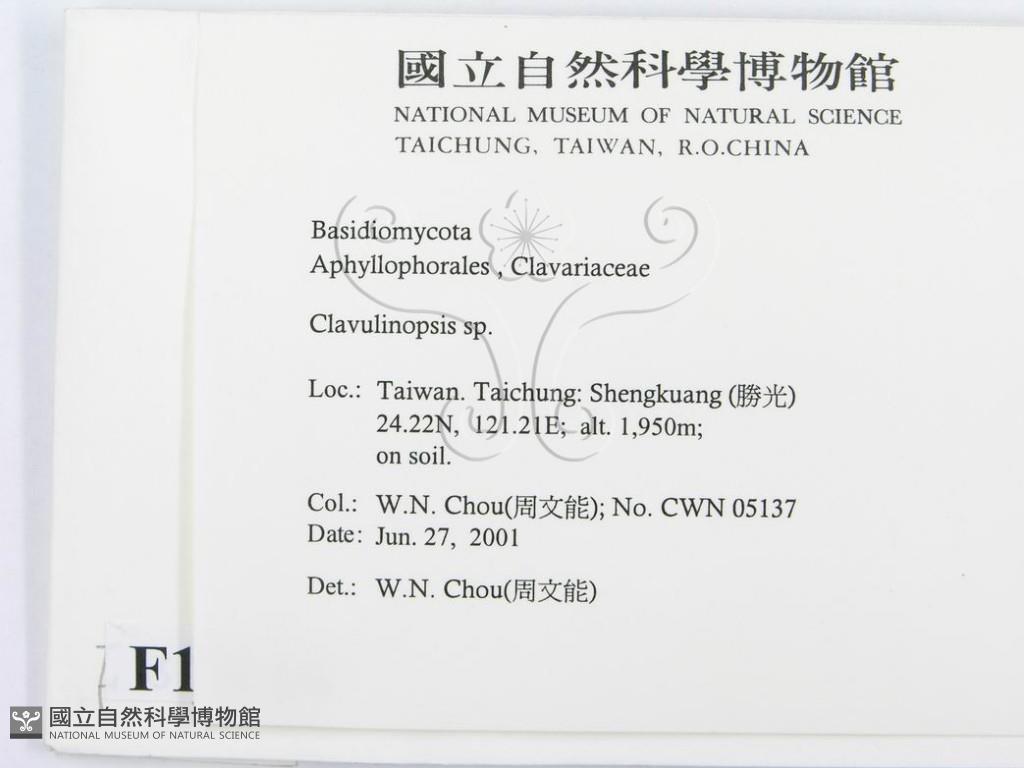 國立自然科學博物館
NATIONAL MUSEUM OF NATURAL SCIENCE
TAICHUNG, TAIWAN, R.O.CHINA
Basidiomycota
Aphyllophorales , Clavariaceae
Clavulinopsis sp.
Loc.: Taiwan. Taichung: Shengkuang (勝光)
24.22N, 121.21E; alt. 1,950m;
on soil.
Col.: W.N. Chou(周文能); No. CWN 05137
Date: Jun. 27, 2001
Det.: W.N. Chou(周文能)
F1
國立自然科學博物館
NATIONAL MUSEUM OF NATURAL SCIENCE